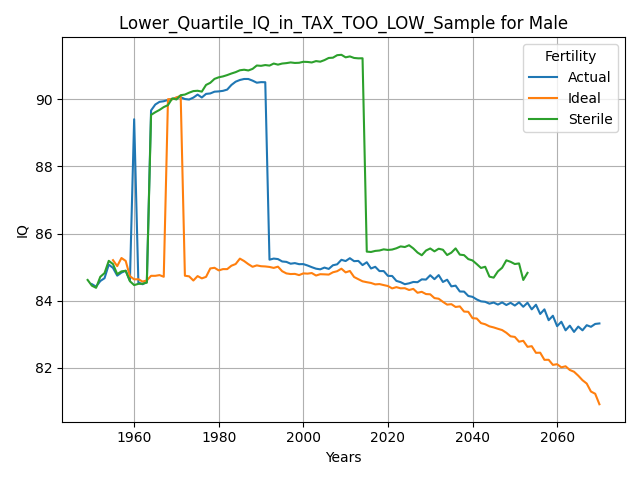 Lower_Quartile_IQ_in_TAX_TOO_LOW_Sample for Male
Fertility
Actual
Ideal
Sterile
IQ
90
88
86
84
82
1960
1980
2000
2020
2040
2060
Years